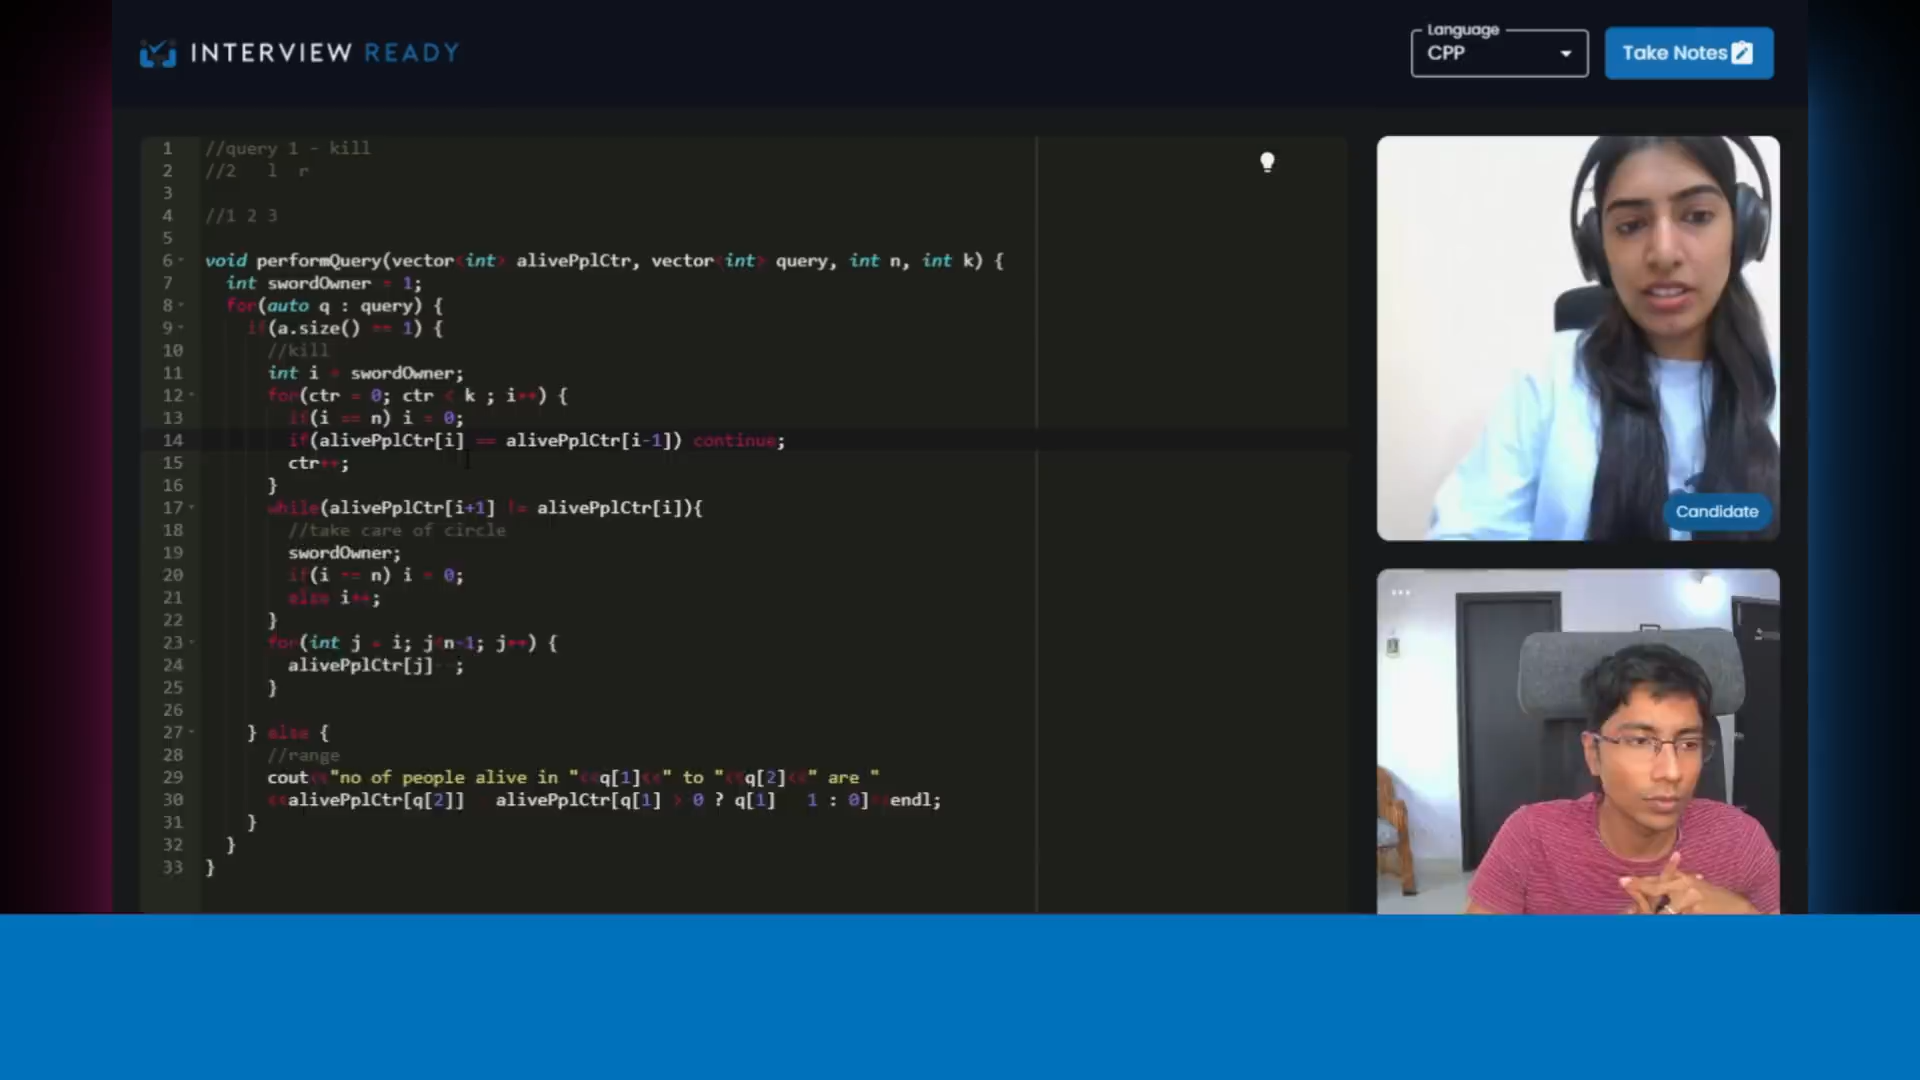 INTERVIEW READY
Language
CPP
Take Notes
1 //query 1 - kill
2 //2 l r
3
4 //1 2 3
5
6 void performQuery(vector<int> alivePplCtr, vector<int> query, int n, int k) {
7 int swordOwner = 1;
8 for(auto q : query) {
9 if(a.size() == 1) {
10 //kill
11 int i = swordOwner;
12 for(ctr = 0; ctr < k ; i++) {
13 if(i == n) i = 0;
14 if(alivePplCtr[i] == alivePplCtr[i-1]) continue;
15 ctr++;
16 }
17 while(alivePplCtr[i+1] != alivePplCtr[i]){
18 //take care of circle
19 swordOwner;
20 if(i == n) i = 0;
21 else i++;
22 }
23 for(int j = i; j<n-1; j++) {
24 alivePplCtr[j]--;
25 }
26
27 } else {
28 //range
29 cout<<"no of people alive in "<<q[1]<<" to "<<q[2]<<" are "
30 <<alivePplCtr[q[2]] - alivePplCtr[q[1] > 0 ? q[1] - 1 : 0]<<endl;
31 }
32 }
33 }
Candidate